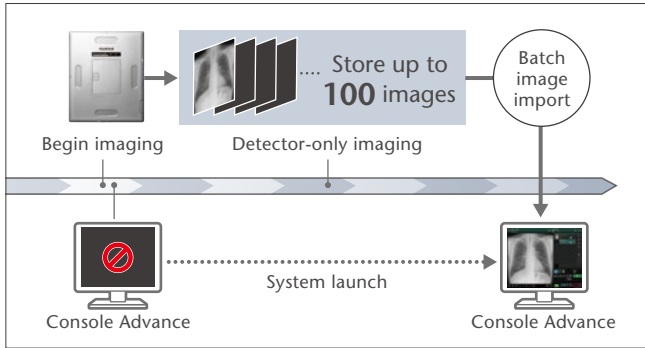 .... Store up to
100 images
Batch
image
import
Begin imaging
Detector-only imaging
System launch
Console Advance
Console Advance